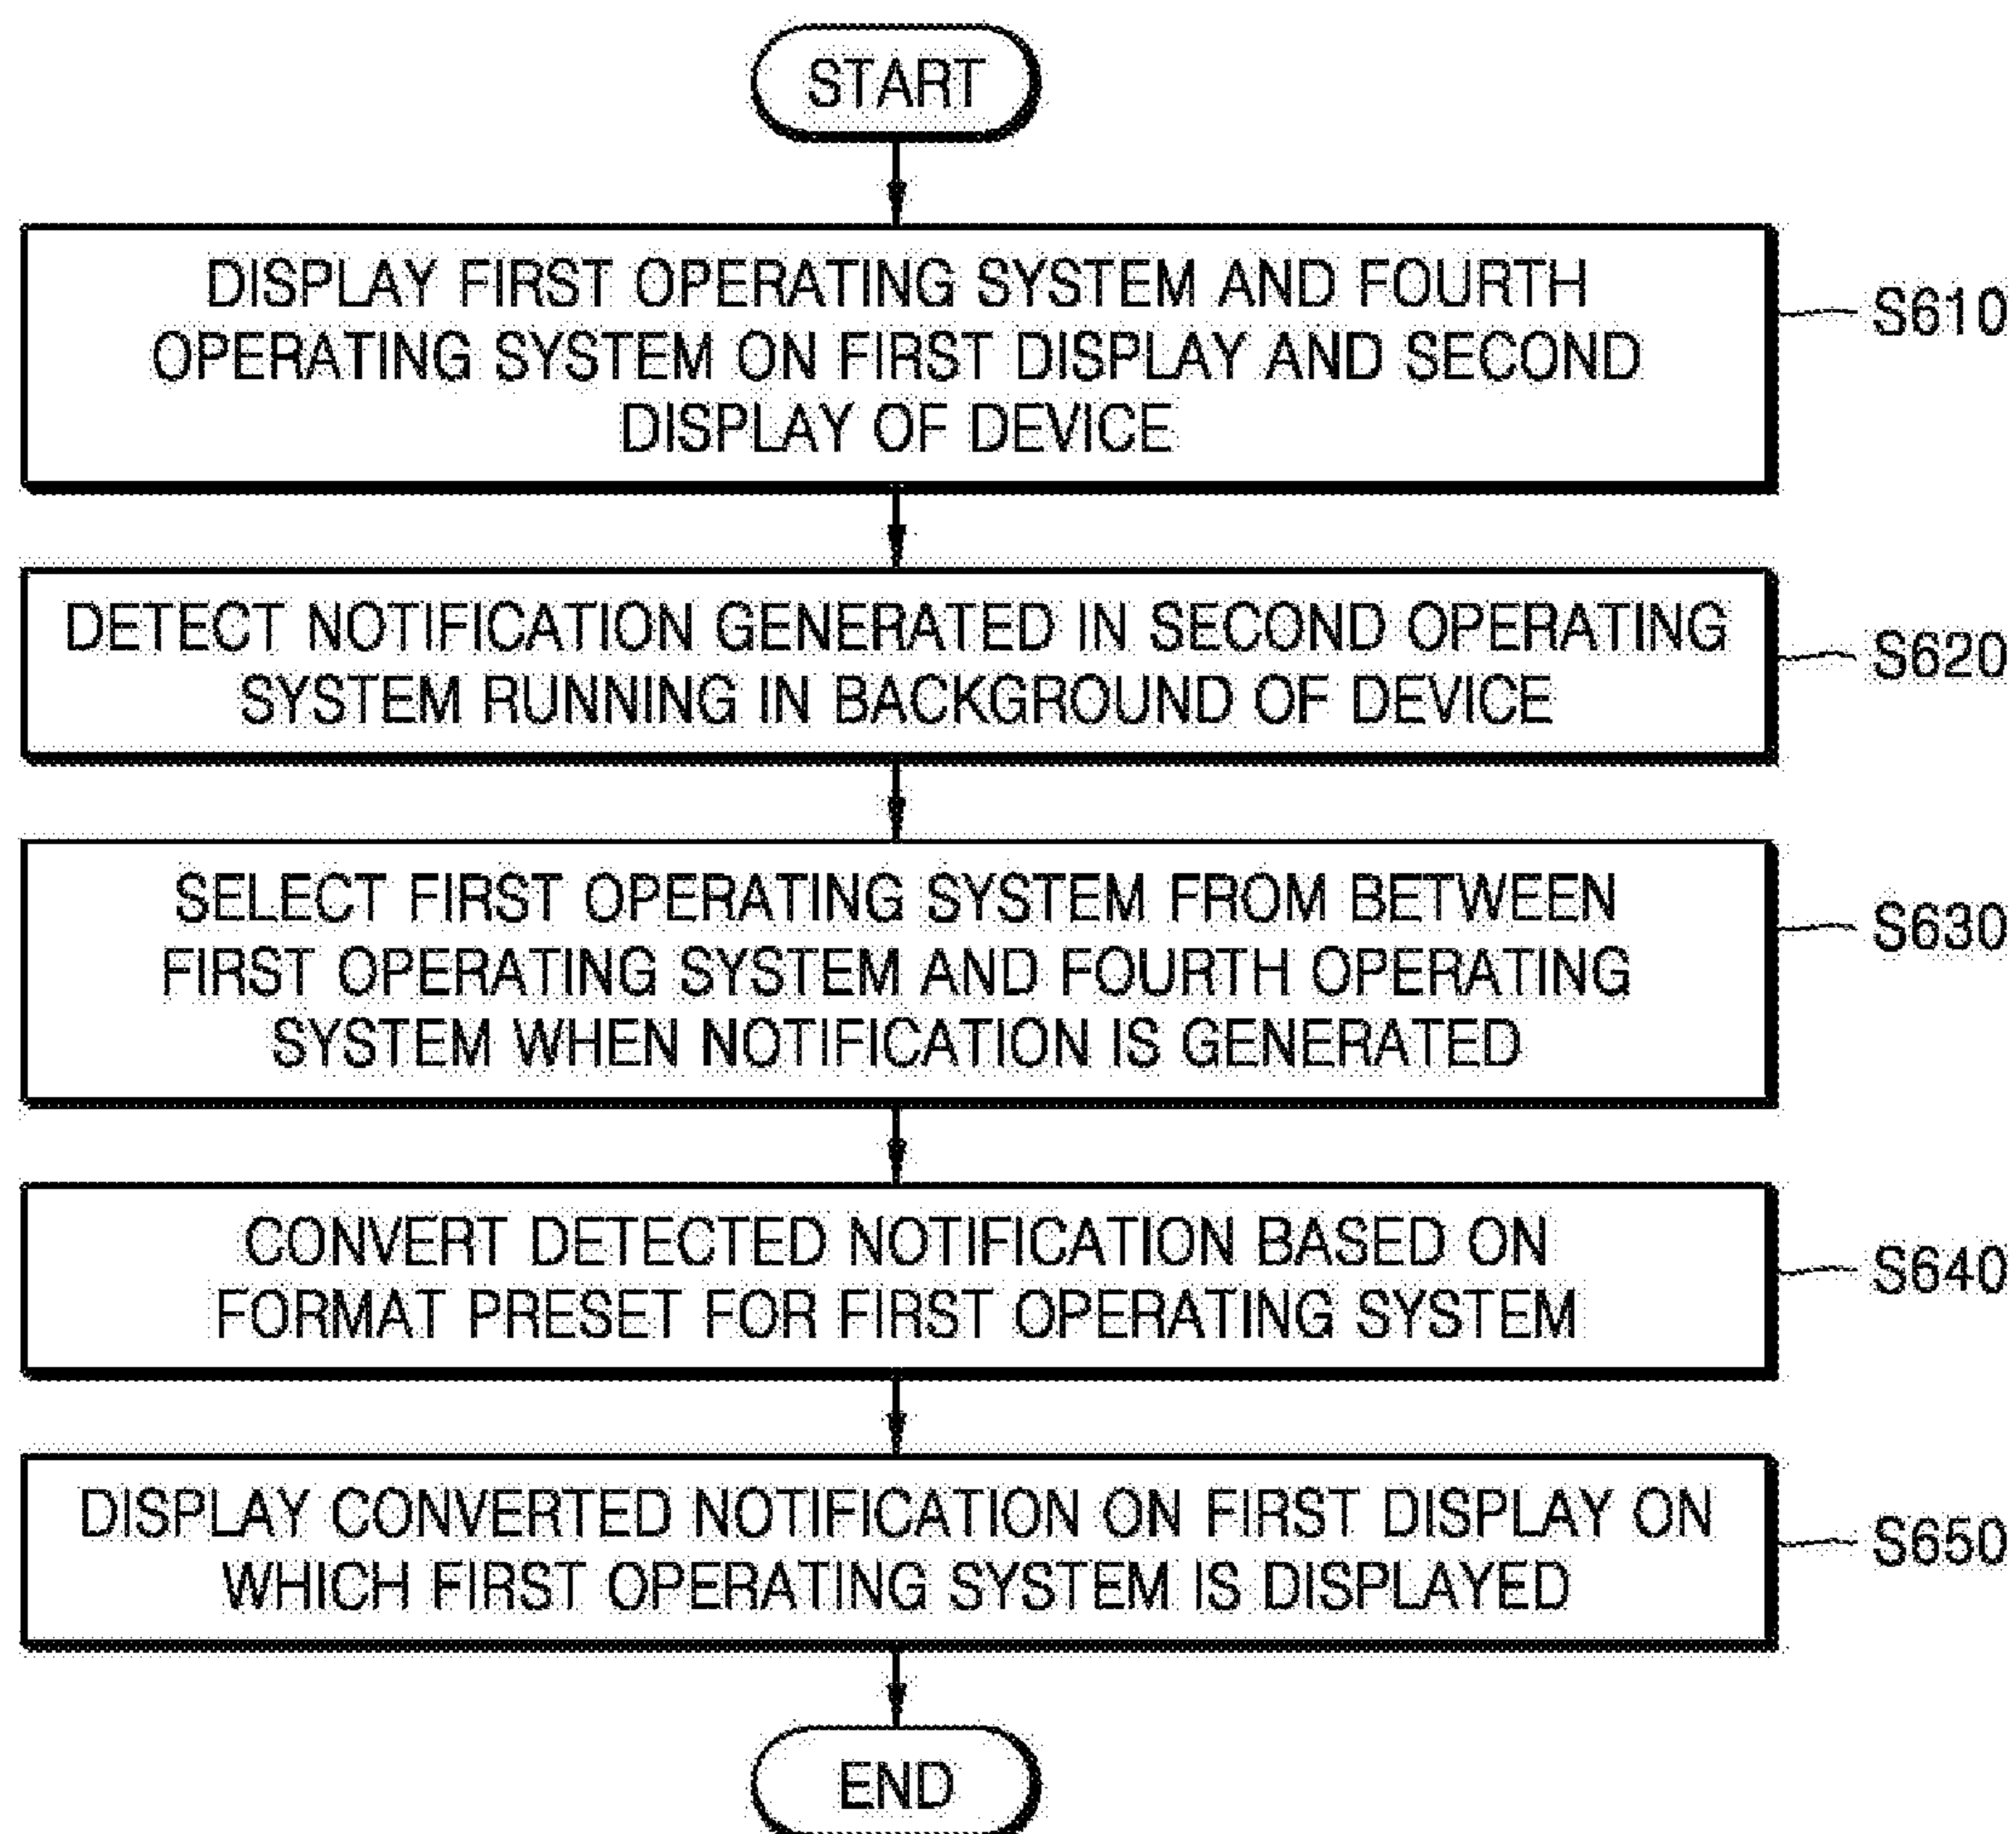 START
DISPLAY FIRST OPERATING SYSTEM AND FOURTH
OPERATING SYSTEM ON FIRST DISPLAY AND SECOND
DISPLAY OF DEVICE
S610
DETECT NOTIFICATION GENERATED IN SECOND OPERATING
SYSTEM RUNNING IN BACKGROUND OF DEVICE
S620
SELECT FIRST OPERATING SYSTEM FROM BETWEEN
FIRST OPERATING SYSTEM AND FOURTH OPERATING
SYSTEM WHEN NOTIFICATION IS GENERATED
S630
CONVERT DETECTED NOTIFICATION BASED ON
FORMAT PRESET FOR FIRST OPERATING SYSTEM
S640
DISPLAY CONVERTED NOTIFICATION ON FIRST DISPLAY ON
WHICH FIRST OPERATING SYSTEM IS DISPLAYED
S650
END